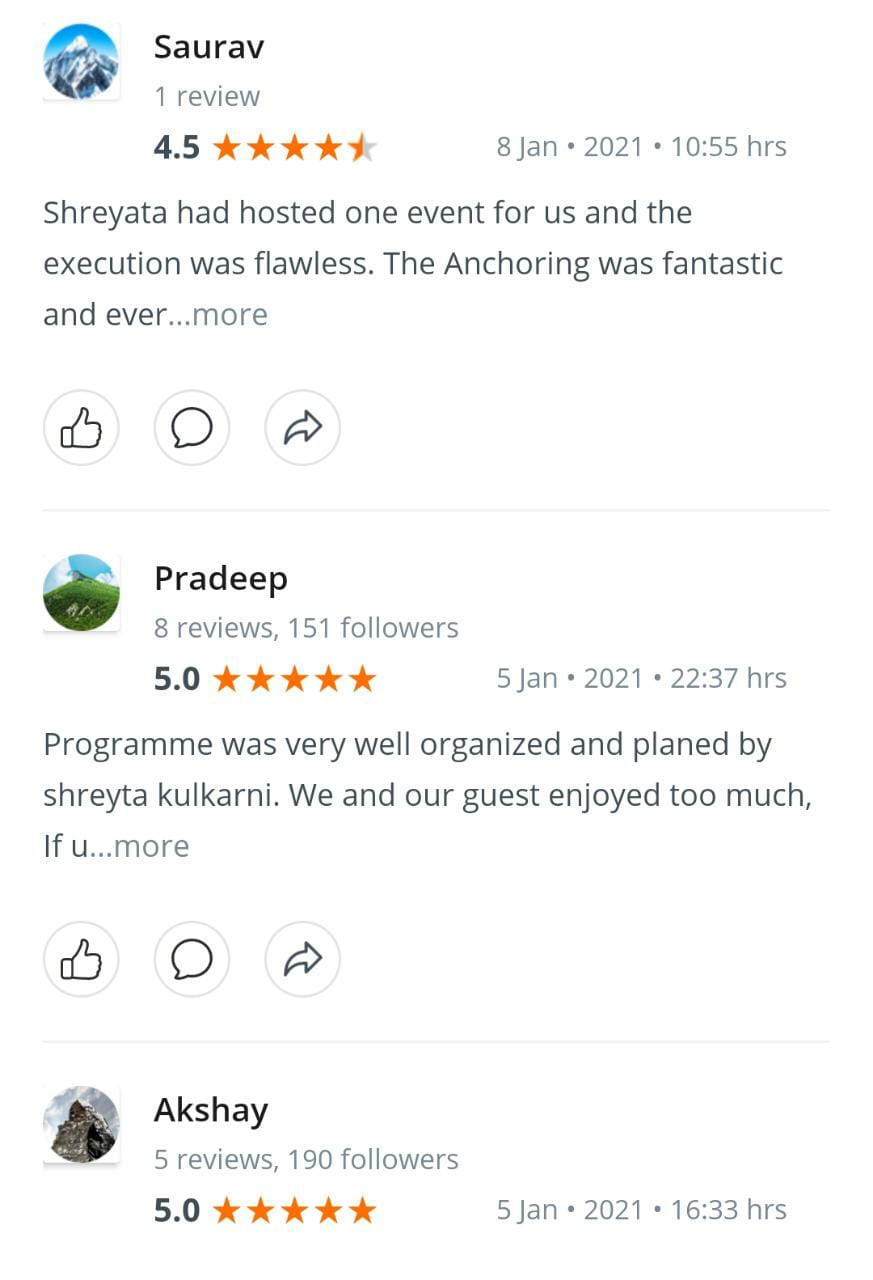 Saurav
1 review
4.5
8 Jan • 2021 • 10:55 hrs
Shreyata had hosted one event for us and the
execution was flawless. The Anchoring was fantastic
and ever...more
Pradeep
8 reviews, 151 followers
5.0
5 Jan • 2021 • 22:37 hrs
Programme was very well organized and planed by
shreyta kulkarni. We and our guest enjoyed too much,
If u...more
Akshay
5 reviews, 190 followers
5.0
5 Jan • 2021 • 16:33 hrs